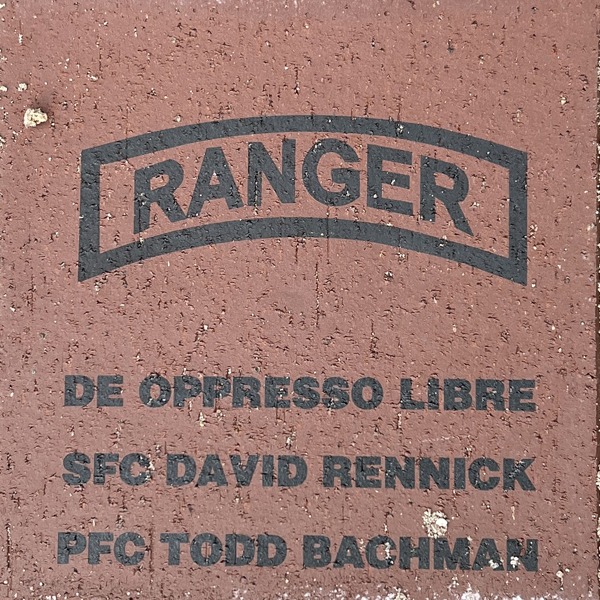 RANGER
DE OPPRESSO LIBRE
SFC DAVID RENNICK
PFC TODD BACHMAN